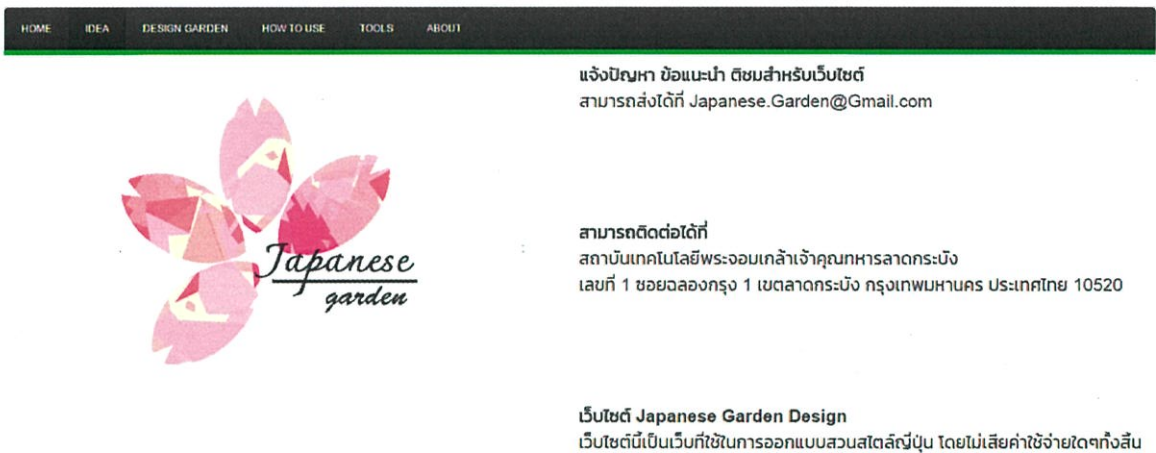 HOME IDEA DESIGN GARDEN HOW TO USE TOOLS ABOUT
Japanese
garden
แจ้งปัญหา ข้อแนะนำ ติชมสำหรับเว็บไซต์
สามารถส่งได้ที่ Japanese.Garden@Gmail.com
สามารถติดต่อได้ที่
สถาบันเทคโนโลยีพระจอมเกล้าเจ้าคุณทหารลาดกระบัง
เลขที่ 1 ซอยฉลองกรุง 1 เขตลาดกระบัง กรุงเทพมหานคร ประเทศไทย 10520
เว็บไซต์ Japanese Garden Design
เว็บไซต์นี้เป็นเว็บที่ใช้ในการออกแบบสวนสไตล์ญี่ปุ่น โดยไม่เสียค่าใช้จ่ายใดๆทั้งสิ้น